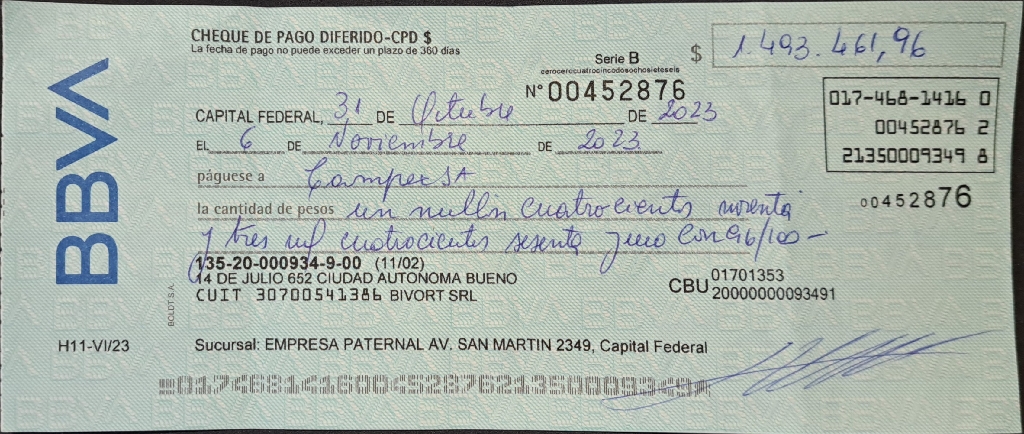 BBVA
CHEQUE DE PAGO DIFERIDO-CPD $
La fecha de pago no puede exceder un plazo de 360 días
$ 1.493.461,96
Serie B
cerocerocuatrocincodosochosieteseis
N° 00452876
017-468-1416 0
00452876 2
21350009349 8
CAPITAL FEDERAL, 31 DE Octubre DE 2023
EL 6 DE Noviembre DE 2023
páguese a Campex SA
00452876
la cantidad de pesos un millón cuatrocientos noventa
y tres mil cuatrocientos sesenta y uno con 96/100 -
135-20-000934-9-00 (11/02)
14 DE JULIO 652 CIUDAD AUTONOMA BUENO
CUIT 30700541386 BIVORT SRL
CBU 01701353
20000000093491
BOLDT S.A.
H11-VI/23
Sucursal: EMPRESA PATERNAL AV. SAN MARTIN 2349, Capital Federal